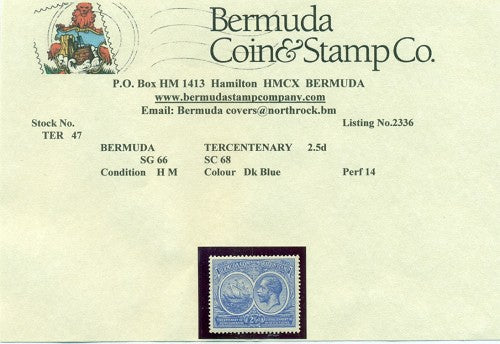 Bermuda
Coin&Stamp Co.
P.O. Box HM 1413 Hamilton HMCX BERMUDA
www.bermudastampcompany.com
Email: Bermuda covers@northrock.bm
Stock No. Listing No.2336
TER 47
BERMUDA TERCENTENARY 2.5d
SG 66 SC 68
Condition H M Colour Dk Blue Perf 14